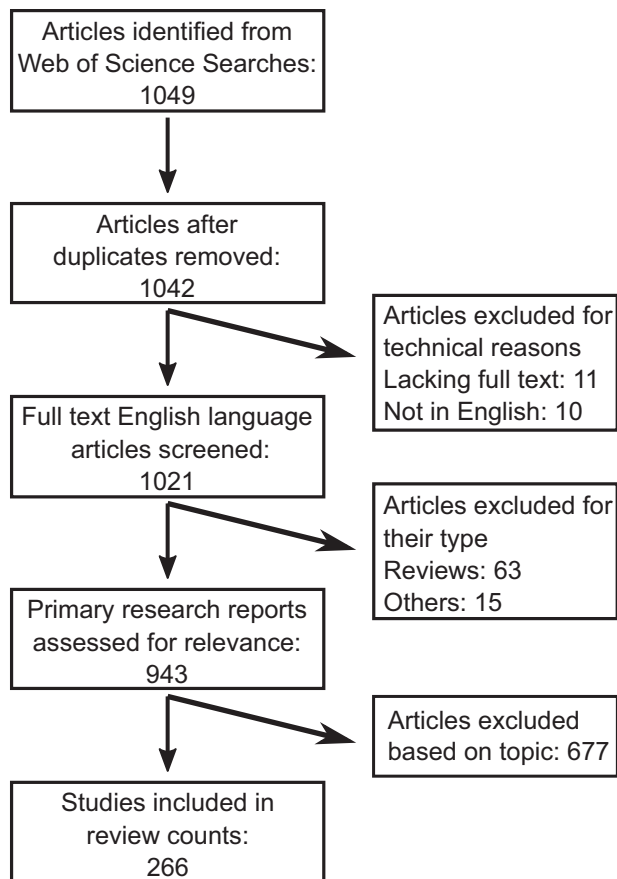 Articles identified from
Web of Science Searches:
1049
Articles after
duplicates removed:
1042
Articles excluded for
technical reasons
Lacking full text: 11
Not in English: 10
Full text English language
articles screened:
1021
Articles excluded for
their type
Reviews: 63
Others: 15
Primary research reports
assessed for relevance:
943
Articles excluded
based on topic: 677
Studies included in
review counts:
266